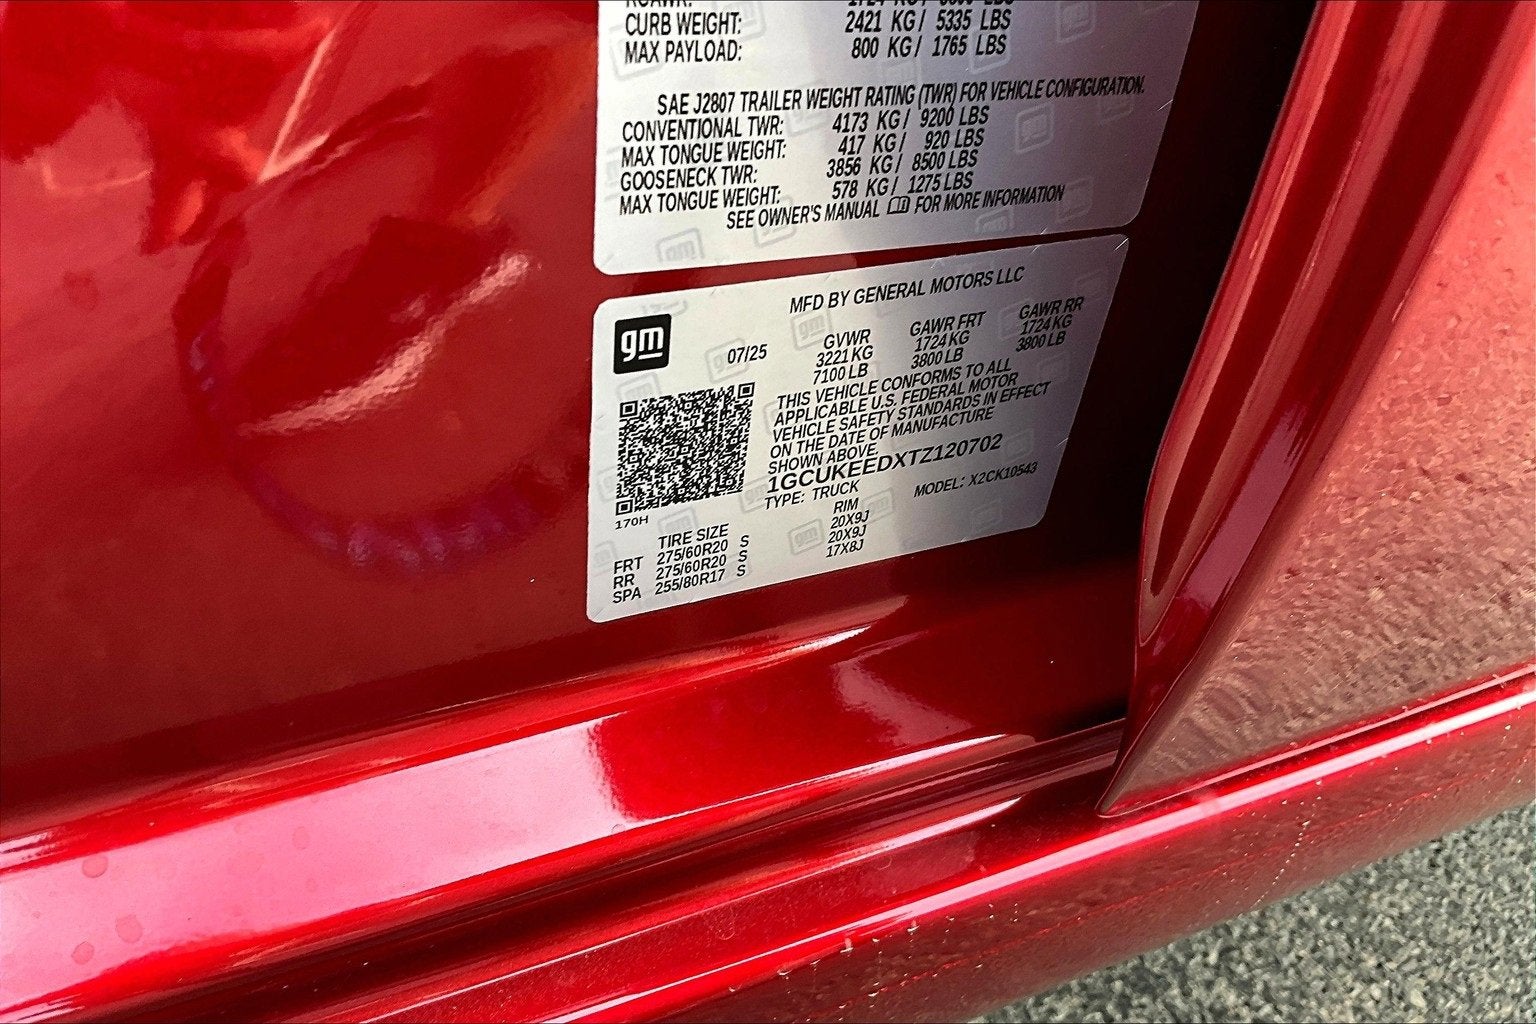 CURB WEIGHT: 2421 KG / 5335 LBS
MAX PAYLOAD: 800 KG / 1765 LBS
SAE J2807 TRAILER WEIGHT RATING (TWR) FOR VEHICLE CONFIGURATION.
CONVENTIONAL TWR: 4173 KG / 9200 LBS
MAX TONGUE WEIGHT: 417 KG / 920 LBS
GOOSENECK TWR: 3856 KG / 8500 LBS
MAX TONGUE WEIGHT: 578 KG / 1275 LBS
SEE OWNER'S MANUAL FOR MORE INFORMATION
MFD BY GENERAL MOTORS LLC
gm
07/25
GVWR GAWR FRT GAWR RR
3221 KG 1724 KG 1724 KG
7100 LB 3800 LB 3800 LB
THIS VEHICLE CONFORMS TO ALL
APPLICABLE U.S. FEDERAL MOTOR
VEHICLE SAFETY STANDARDS IN EFFECT
ON THE DATE OF MANUFACTURE
SHOWN ABOVE.
1GCUKEEDXTZ120702
TYPE: TRUCK MODEL: X2CK10543
170H
TIRE SIZE RIM
FRT 275/60R20 S 20X9J
RR 275/60R20 S 20X9J
SPA 255/80R17 S 17X8J